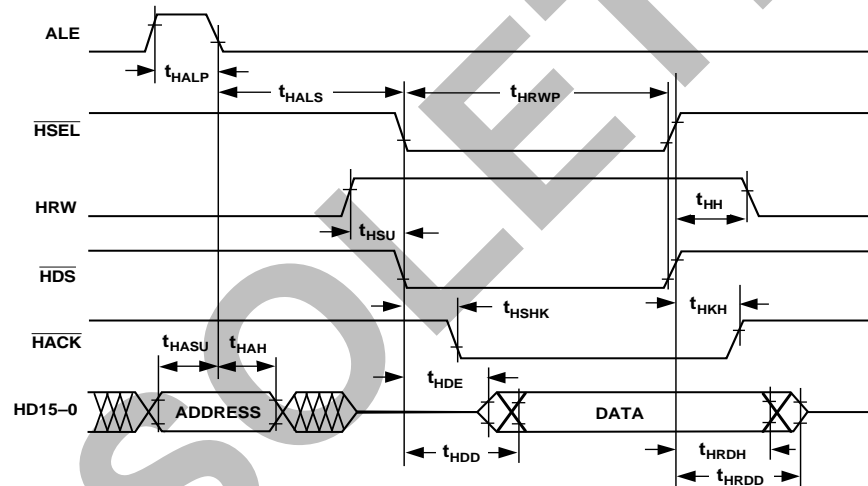 ALE
tHALP
tHALS
tHRWP
HSEL
HRW
tHH
tHSU
HDS
tHSHK
tHKH
HACK
tHASU
tHAH
tHDE
HD15–0
ADDRESS
DATA
tHDD
tHRDH
tHRDD
SOLET